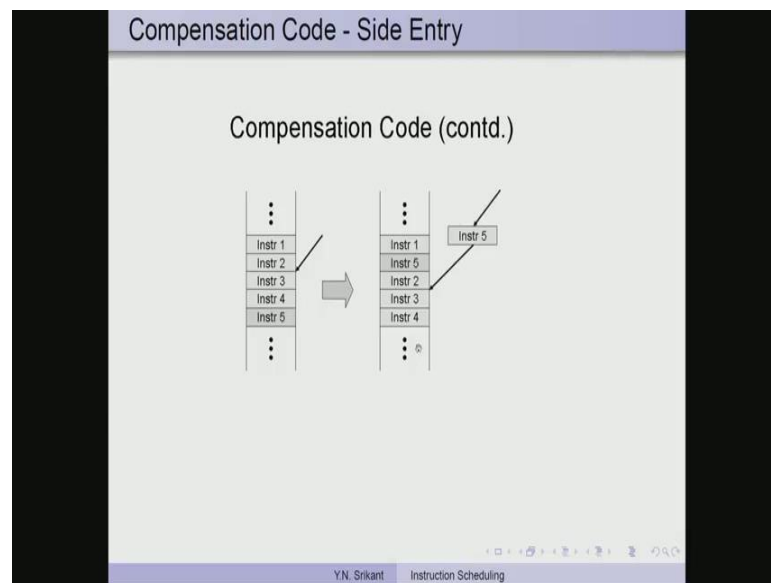 Compensation Code - Side Entry
Compensation Code (contd.)
Instr 1
Instr 2
Instr 3
Instr 4
Instr 5
Instr 1
Instr 5
Instr 2
Instr 3
Instr 4
Instr 5
Y.N. Srikant Instruction Scheduling